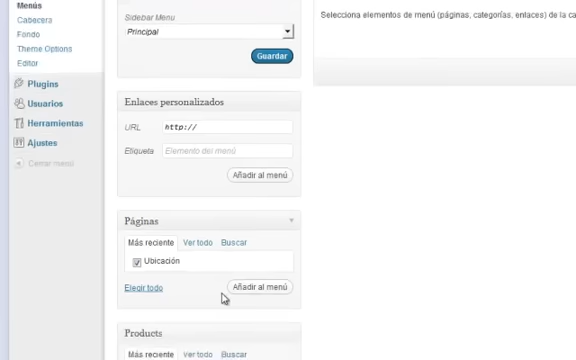 Menús
Cabecera
Fondo
Theme Options
Editor
Plugins
Usuarios
Herramientas
Ajustes
Cerrar menú
Sidebar Menu
Principal
Guardar
Enlaces personalizados
URL http://
Etiqueta Elemento del menú
Añadir al menú
Páginas
Más reciente Ver todo Buscar
Ubicación
Elegir todo Añadir al menú
Products
Más reciente Ver todo Buscar
Selecciona elementos de menú (páginas, categorías, enlaces) de la